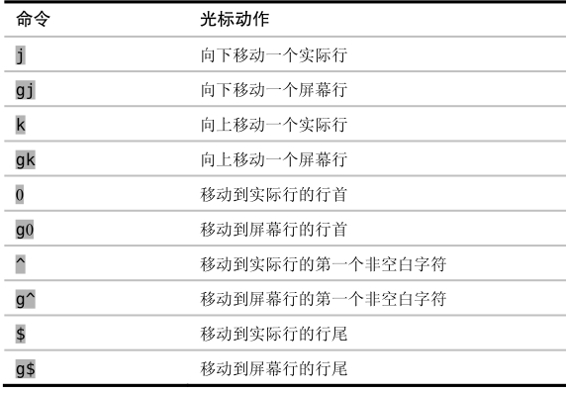 命令 光标动作
j 向下移动一个实际行
gj 向下移动一个屏幕行
k 向上移动一个实际行
gk 向上移动一个屏幕行
0 移动到实际行的行首
g0 移动到屏幕行的行首
^ 移动到实际行的第一个非空白字符
g^ 移动到屏幕行的第一个非空白字符
$ 移动到实际行的行尾
g$ 移动到屏幕行的行尾